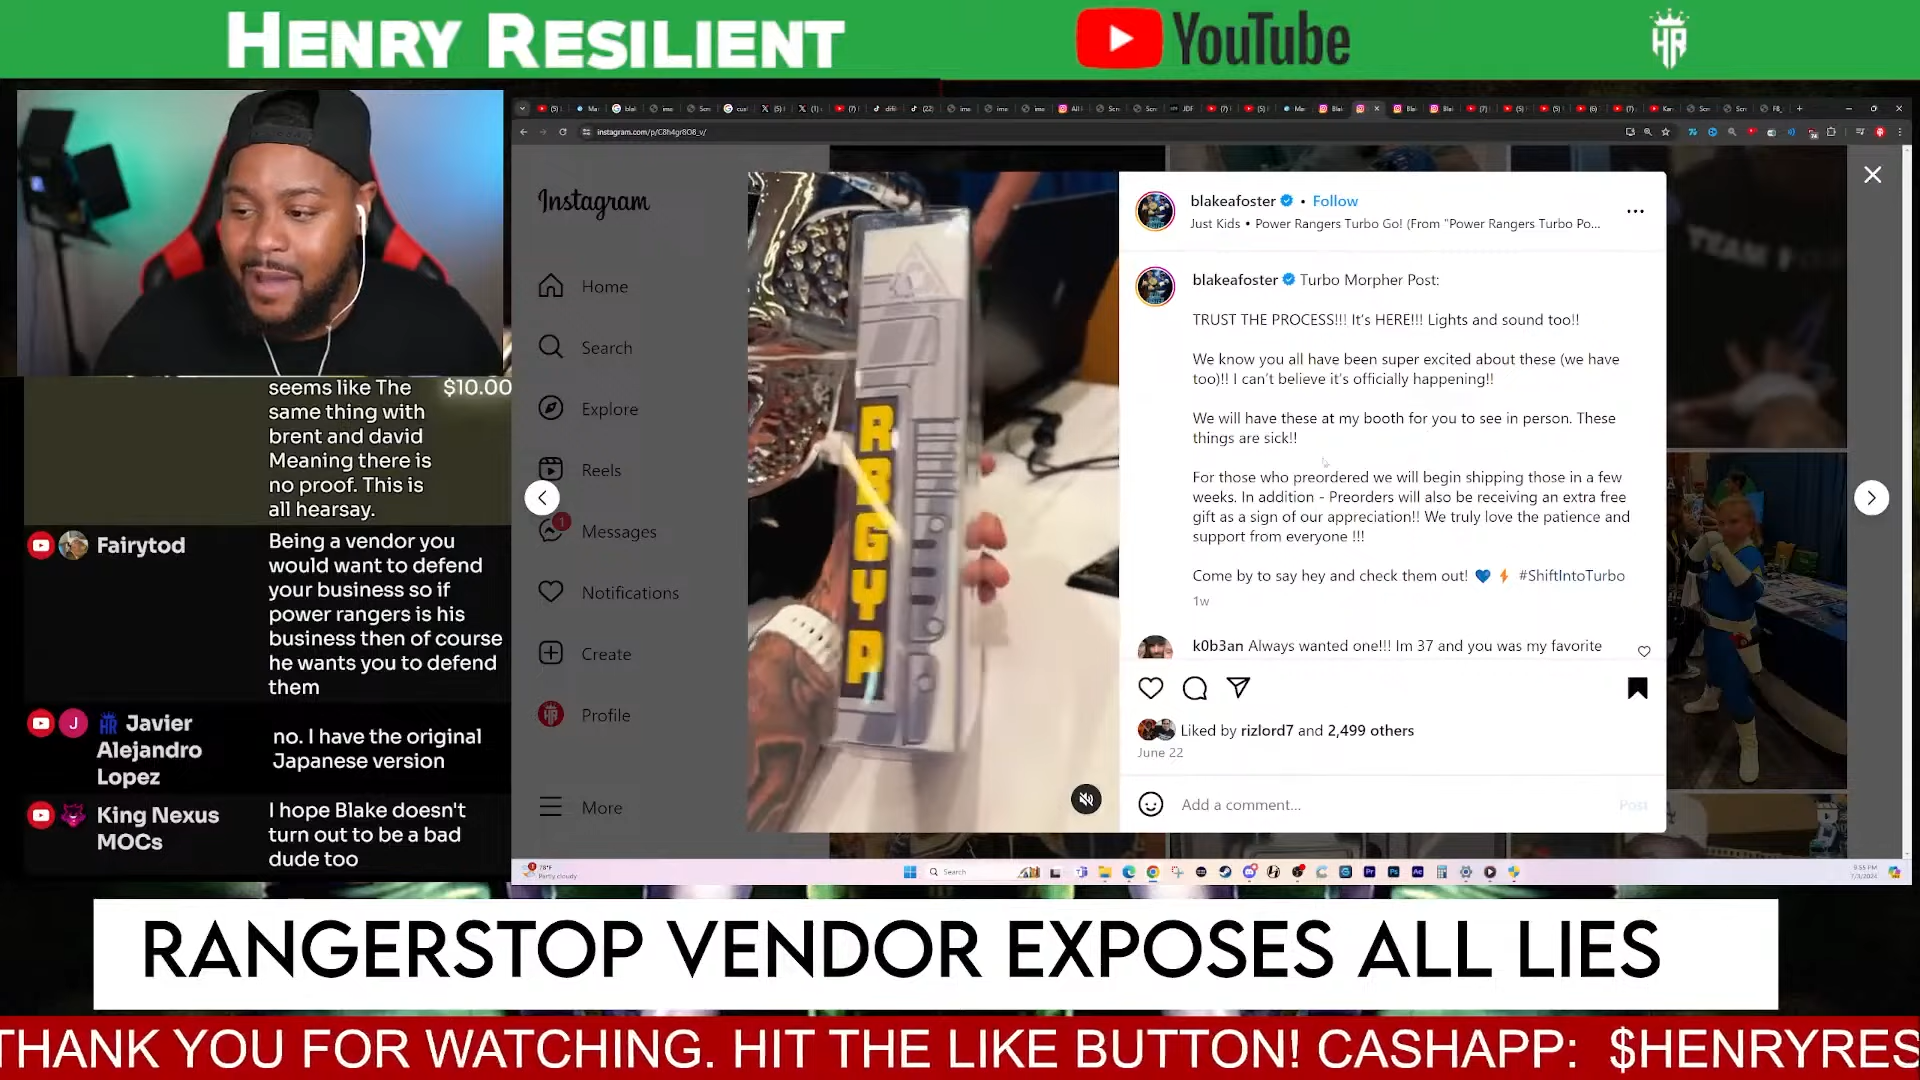 HENRY RESILIENT
YouTube
HR
instagram.com/p/C8h4gr8O8_v/
seems like The $10.00
same thing with
brent and david
Meaning there is
no proof. This is
all hearsay.
Fairytod
Being a vendor you
would want to defend
your business so if
power rangers is his
business then of course
he wants you to defend
them
Javier
Alejandro
Lopez
no. I have the original
Japanese version
King Nexus
MOCs
I hope Blake doesn't
turn out to be a bad
dude too
Instagram
Home
Search
Explore
Reels
1
Messages
Notifications
Create
Profile
More
RBGYP
TEAM
blakeafoster • Follow
Just Kids • Power Rangers Turbo Go! (From "Power Rangers Turbo Po...
blakeafoster Turbo Morpher Post:
TRUST THE PROCESS!!! It's HERE!!! Lights and sound too!!
We know you all have been super excited about these (we have
too)!! I can't believe it's officially happening!!
We will have these at my booth for you to see in person. These
things are sick!!
For those who preordered we will begin shipping those in a few
weeks. In addition - Preorders will also be receiving an extra free
gift as a sign of our appreciation!! We truly love the patience and
support from everyone !!!
Come by to say hey and check them out! 💙⚡ #ShiftIntoTurbo
1w
k0b3an Always wanted one!!! Im 37 and you was my favorite
Liked by rizlord7 and 2,499 others
June 22
Add a comment...
Post
78°F
Partly cloudy
Search
9:55 PM
RANGERSTOP VENDOR EXPOSES ALL LIES
THANK YOU FOR WATCHING. HIT THE LIKE BUTTON! CASHAPP: $HENRYRES